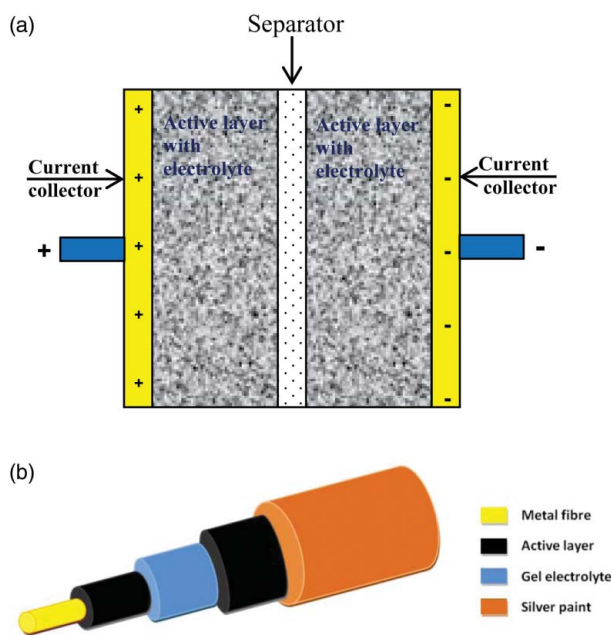 (a)
Separator
Active layer
with
electrolyte
Active layer
with
electrolyte
Current
collector
Current
collector
+
+
+
+
+
-
-
-
-
-
+
-
(b)
Metal fibre
Active layer
Gel electrolyte
Silver paint